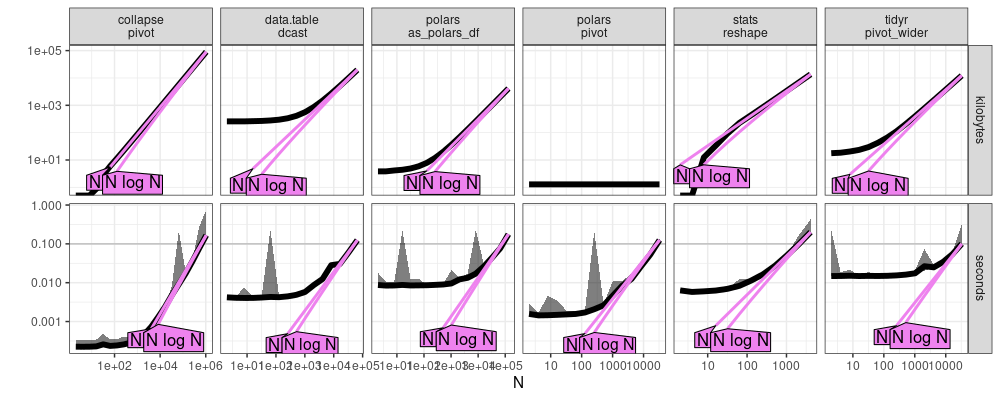 collapse
pivot
data.table
dcast
polars
as_polars_df
polars
pivot
stats
reshape
tidyr
pivot_wider
1e+05
1e+03
1e+01
kilobytes
N N log N
N N log N
N N log N
N N log N
N N log N
1.000
0.100
0.010
0.001
seconds
N N log N
N N log N
N N log N
N N log N
N N log N
N N log N
1e+02 1e+04 1e+06
1e+01 1e+02 1e+03 1e+04 1e+05
1e+01 1e+02 1e+03 1e+04 1e+05
10 100 1000 10000
10 100 1000
10 100 1000 10000
N